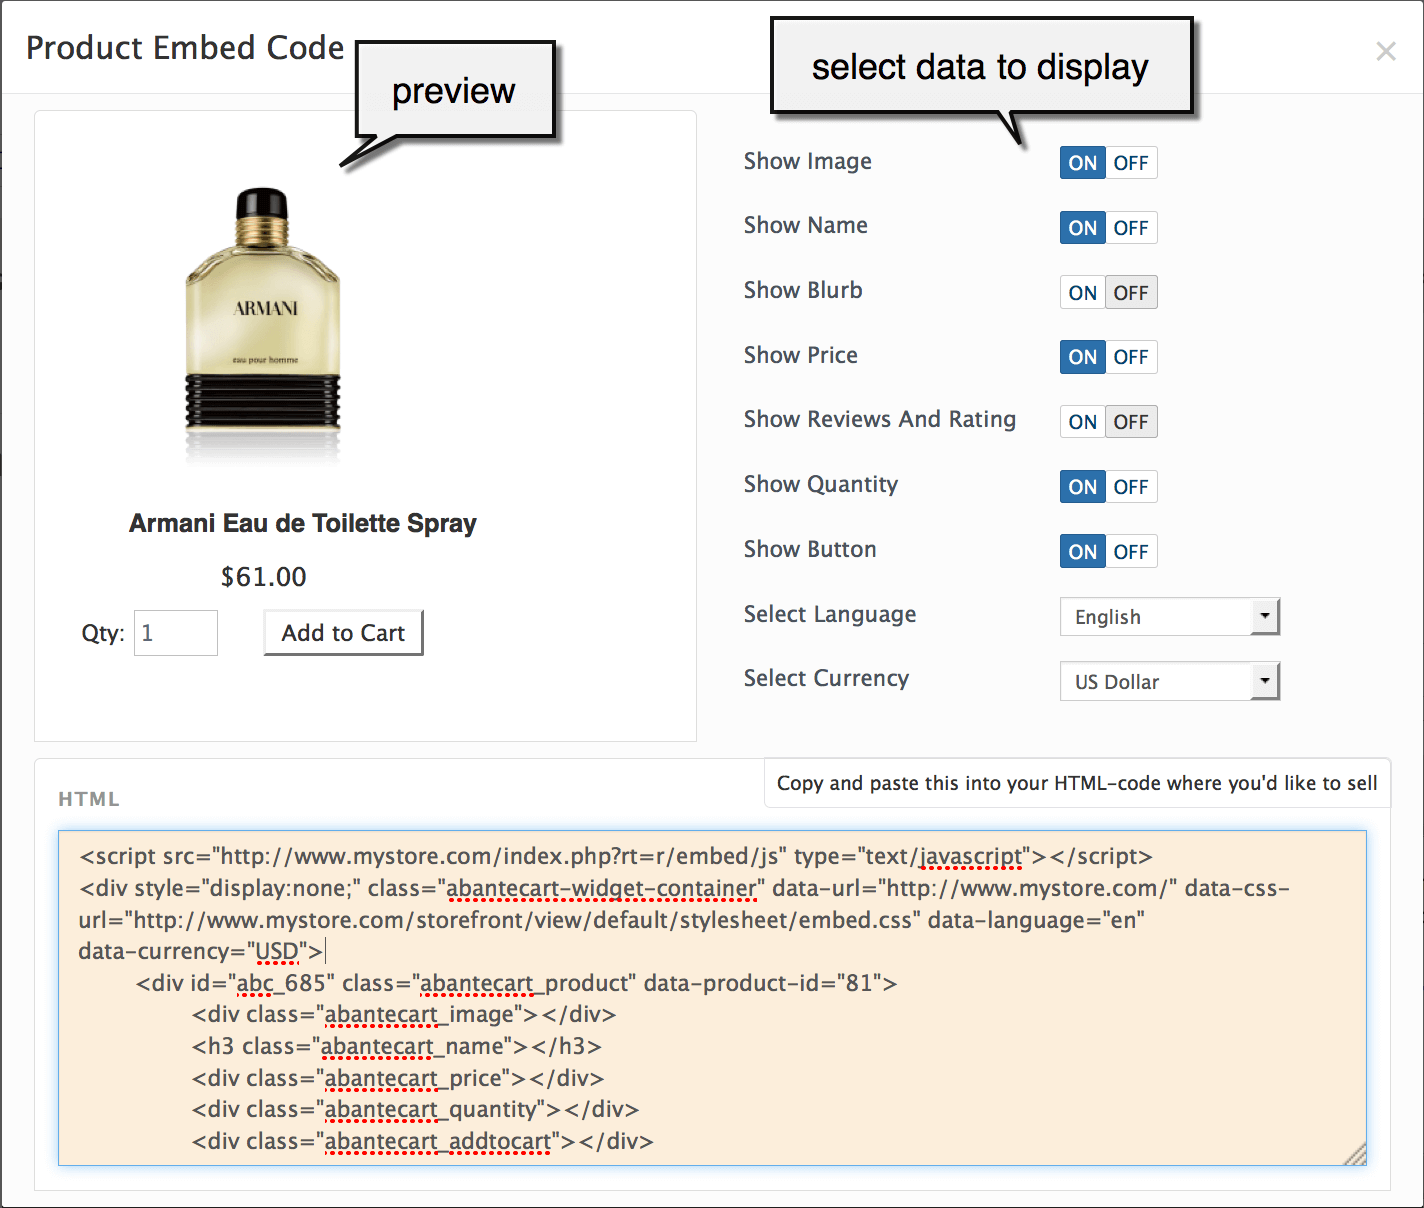 Product Embed Code
preview
select data to display
×
ARMANI
eau pour homme
Armani Eau de Toilette Spray
$61.00
Qty: 1 Add to Cart
Show Image ON OFF
Show Name ON OFF
Show Blurb ON OFF
Show Price ON OFF
Show Reviews And Rating ON OFF
Show Quantity ON OFF
Show Button ON OFF
Select Language English
Select Currency US Dollar
HTML
Copy and paste this into your HTML-code where you'd like to sell
<script src="http://www.mystore.com/index.php?rt=r/embed/js" type="text/javascript"></script>
<div style="display:none;" class="abantecart-widget-container" data-url="http://www.mystore.com/" data-css-
url="http://www.mystore.com/storefront/view/default/stylesheet/embed.css" data-language="en"
data-currency="USD">
<div id="abc_685" class="abantecart_product" data-product-id="81">
<div class="abantecart_image"></div>
<h3 class="abantecart_name"></h3>
<div class="abantecart_price"></div>
<div class="abantecart_quantity"></div>
<div class="abantecart_addtocart"></div>